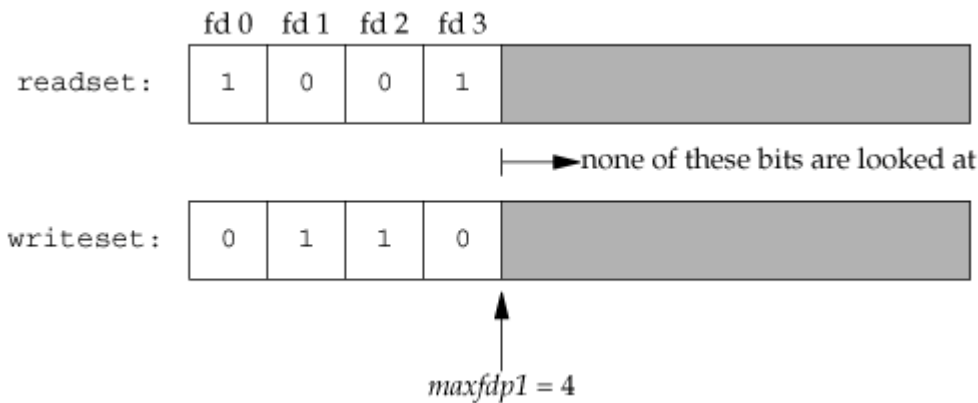 fd 0 fd 1 fd 2 fd 3
readset: 1 0 0 1
none of these bits are looked at
writeset: 0 1 1 0
maxfdp1 = 4